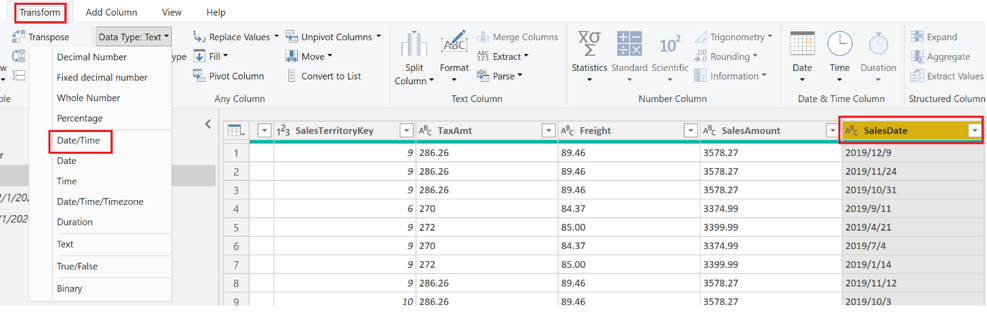 Transform Add Column View Help
Transpose Data Type: Text Replace Values Unpivot Columns Merge Columns Trigonometry Expand
Decimal Number Fill Move Extract Rounding Aggregate
Fixed decimal number ype Pivot Column Convert to List Split Column Format Parse Statistics Standard Scientific 10² Information Date Time Duration Extract Values
Whole Number Any Column Text Column Number Column Date & Time Column Structured Column
Percentage
Date/Time
Date
Time
Date/Time/Timezone
Duration
Text
True/False
Binary
SalesTerritoryKey TaxAmt Freight SalesAmount SalesDate
1 9 286.26 89.46 3578.27 2019/12/9
2 9 286.26 89.46 3578.27 2019/11/24
3 9 286.26 89.46 3578.27 2019/10/31
4 6 270 84.37 3374.99 2019/9/11
5 9 272 85.00 3399.99 2019/4/21
6 9 270 84.37 3374.99 2019/7/4
7 9 272 85.00 3399.99 2019/1/14
8 9 286.26 89.46 3578.27 2019/11/12
9 10 286.26 89.46 3578.27 2019/10/3